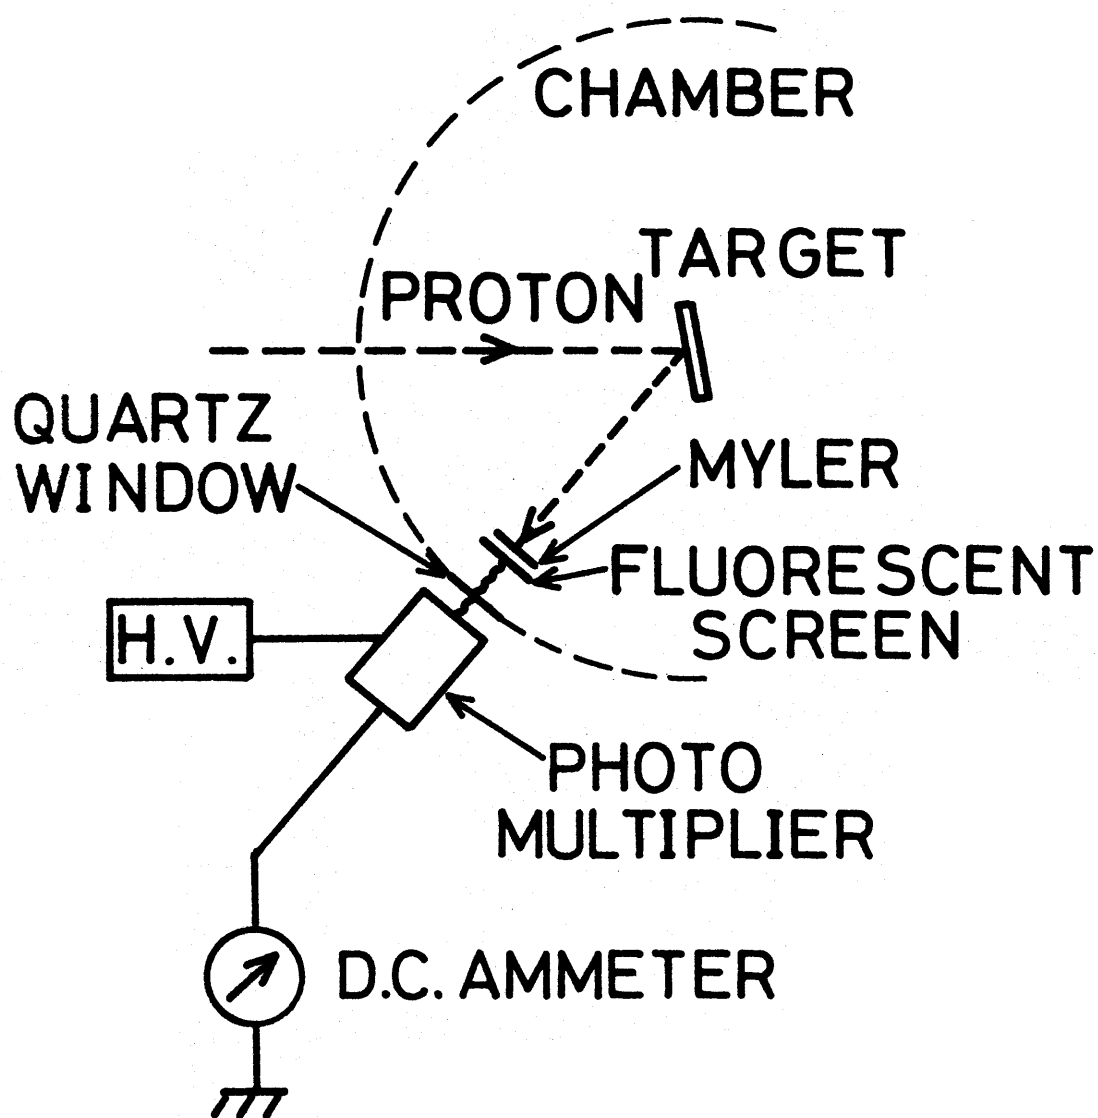 CHAMBER
TARGET
PROTON
QUARTZ
WINDOW
MYLER
FLUORESCENT
SCREEN
H.V.
PHOTO
MULTIPLIER
D.C. AMMETER